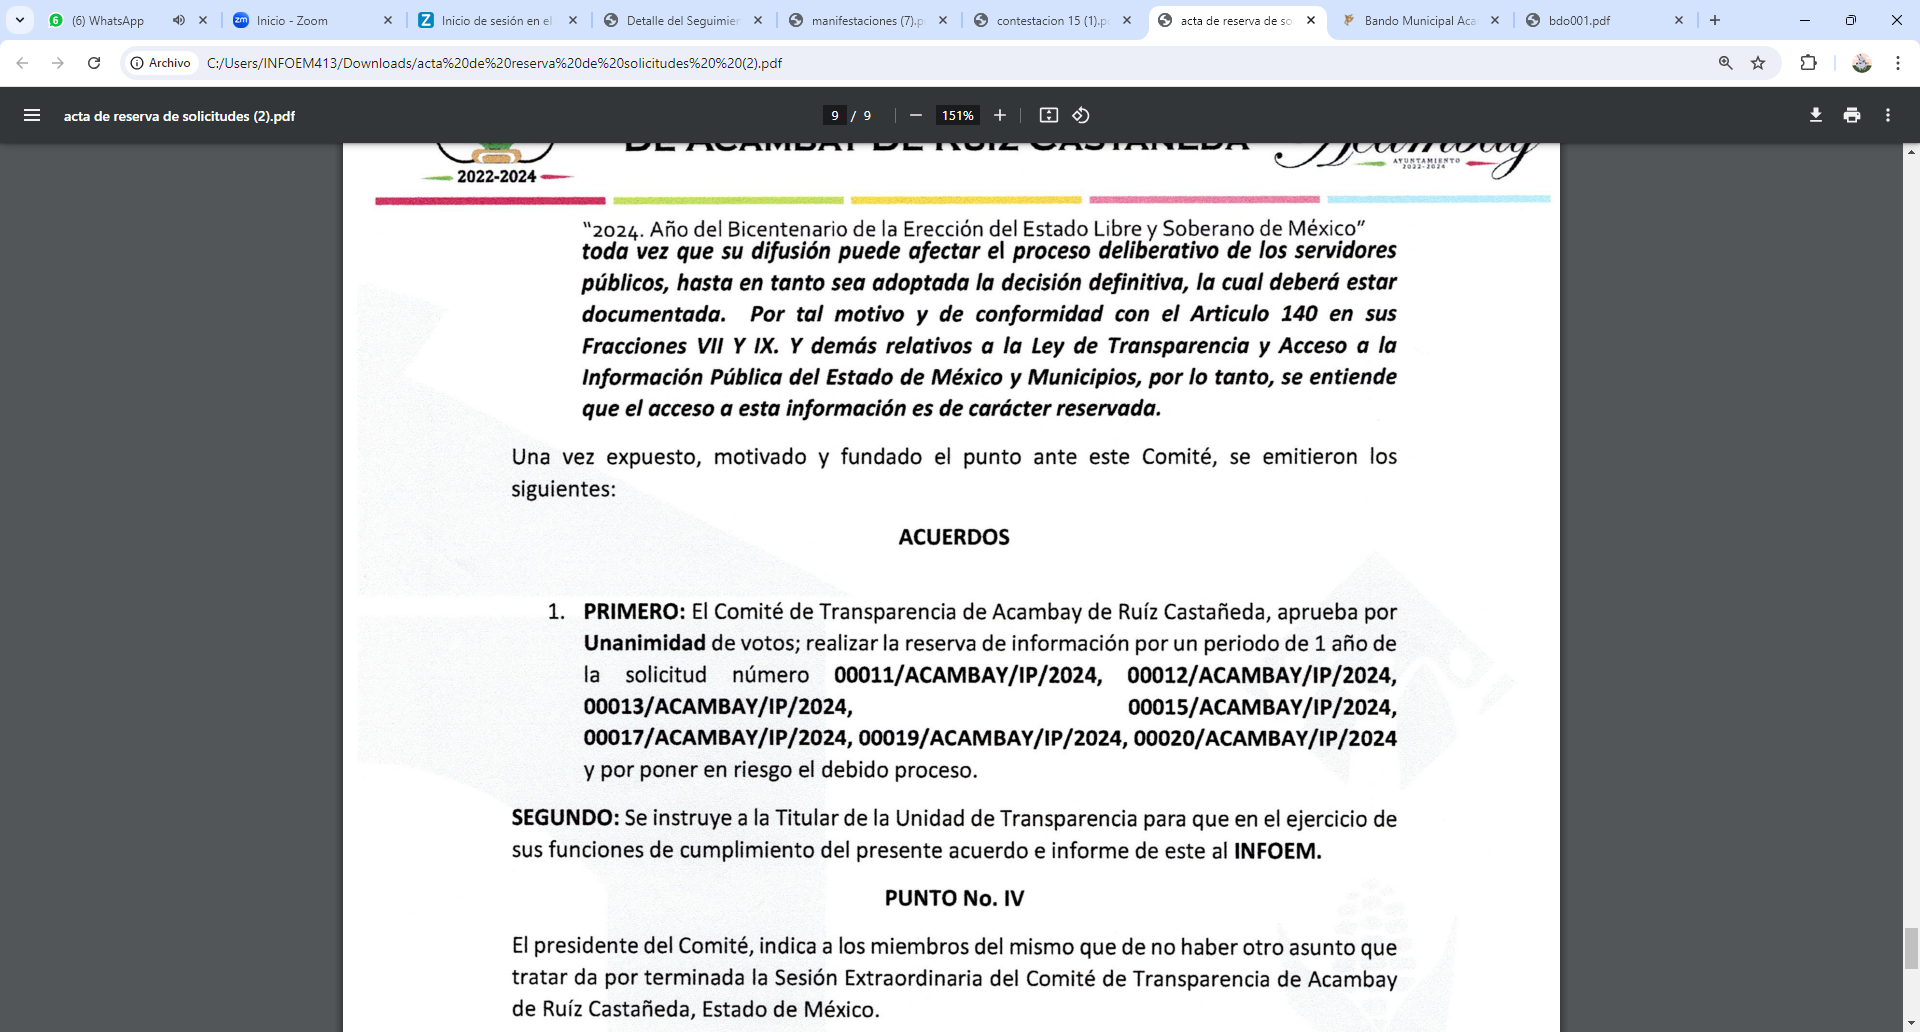 (6) WhatsApp
Inicio - Zoom
Inicio de sesión en el
Detalle del Seguimien
manifestaciones (7).p
contestacion 15 (1).p
acta de reserva de so
Bando Municipal Aca
bdo001.pdf
Archivo
C:/Users/INFOEM413/Downloads/acta%20de%20reserva%20de%20solicitudes%20%20(2).pdf
acta de reserva de solicitudes (2).pdf
9 / 9
151%
DE ACAMBAY DE RUÍZ CASTAÑEDA
Acambay
AYUNTAMIENTO
2022-2024
2022-2024
"2024. Año del Bicentenario de la Erección del Estado Libre y Soberano de México"
toda vez que su difusión puede afectar el proceso deliberativo de los servidores
públicos, hasta en tanto sea adoptada la decisión definitiva, la cual deberá estar
documentada. Por tal motivo y de conformidad con el Articulo 140 en sus
Fracciones VII Y IX. Y demás relativos a la Ley de Transparencia y Acceso a la
Información Pública del Estado de México y Municipios, por lo tanto, se entiende
que el acceso a esta información es de carácter reservada.
Una vez expuesto, motivado y fundado el punto ante este Comité, se emitieron los
siguientes:
ACUERDOS
1. PRIMERO: El Comité de Transparencia de Acambay de Ruíz Castañeda, aprueba por
Unanimidad de votos; realizar la reserva de información por un periodo de 1 año de
la solicitud número 00011/ACAMBAY/IP/2024, 00012/ACAMBAY/IP/2024,
00013/ACAMBAY/IP/2024, 00015/ACAMBAY/IP/2024,
00017/ACAMBAY/IP/2024, 00019/ACAMBAY/IP/2024, 00020/ACAMBAY/IP/2024
y por poner en riesgo el debido proceso.
SEGUNDO: Se instruye a la Titular de la Unidad de Transparencia para que en el ejercicio de
sus funciones de cumplimiento del presente acuerdo e informe de este al INFOEM.
PUNTO No. IV
El presidente del Comité, indica a los miembros del mismo que de no haber otro asunto que
tratar da por terminada la Sesión Extraordinaria del Comité de Transparencia de Acambay
de Ruíz Castañeda, Estado de México.